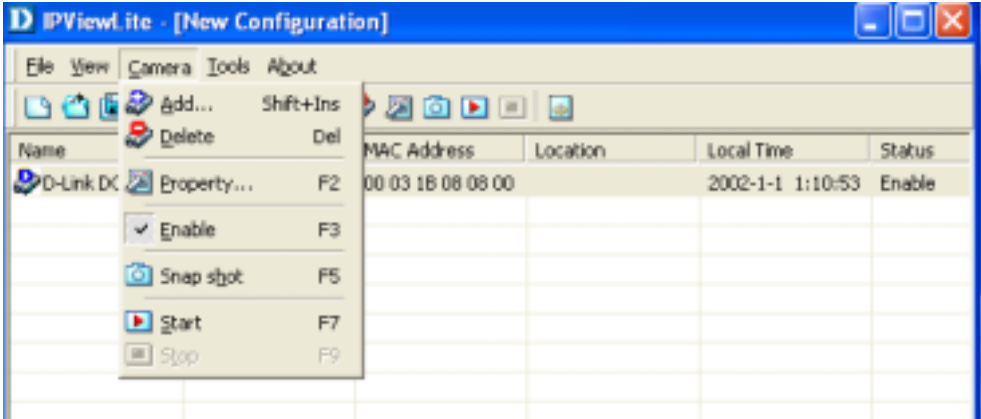 IPViewLite - [New Configuration]
File View Camera Tools About
Add... Shift+Ins
Delete Del
Name MAC Address Location Local Time Status
D-Link DC 00 03 1B 08 08 00 2002-1-1 1:10:53 Enable
Property... F2
Enable F3
Snap shot F5
Start F7
Stop F9